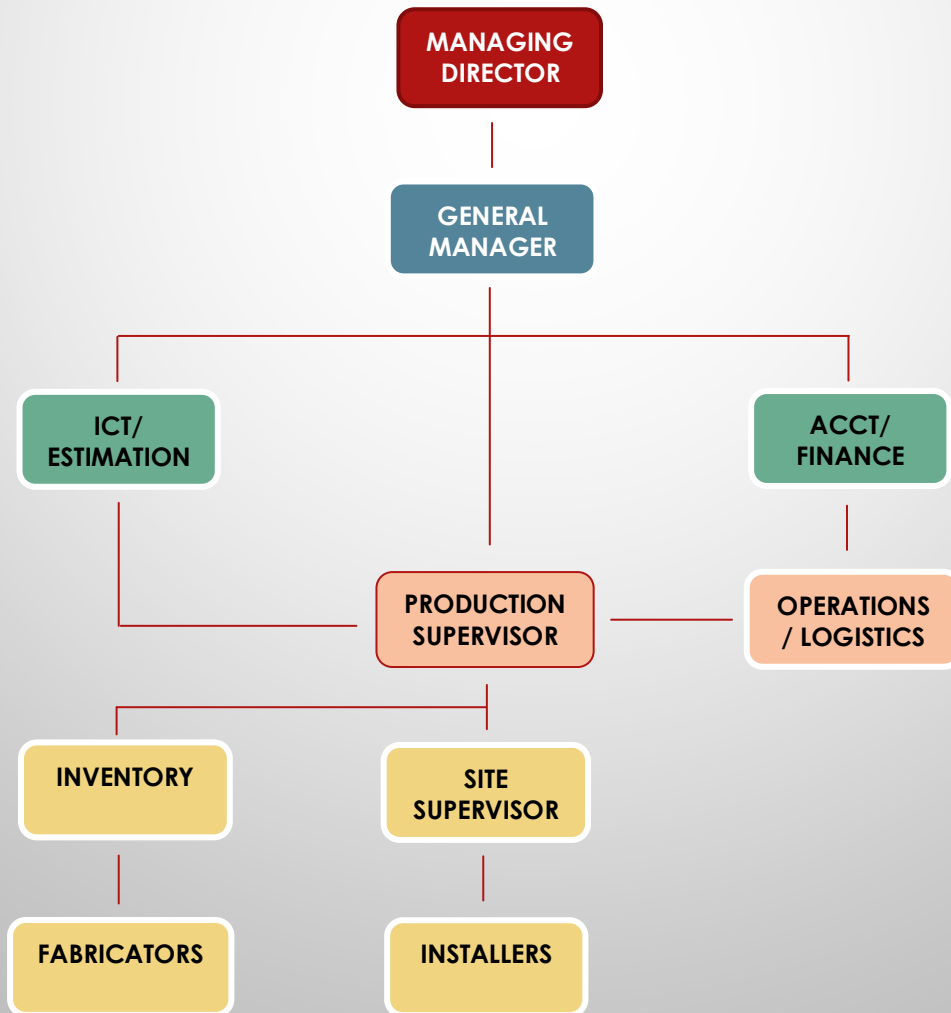 MANAGING
DIRECTOR
GENERAL
MANAGER
ICT/
ESTIMATION
ACCT/
FINANCE
PRODUCTION
SUPERVISOR
OPERATIONS
/ LOGISTICS
INVENTORY
SITE
SUPERVISOR
FABRICATORS
INSTALLERS